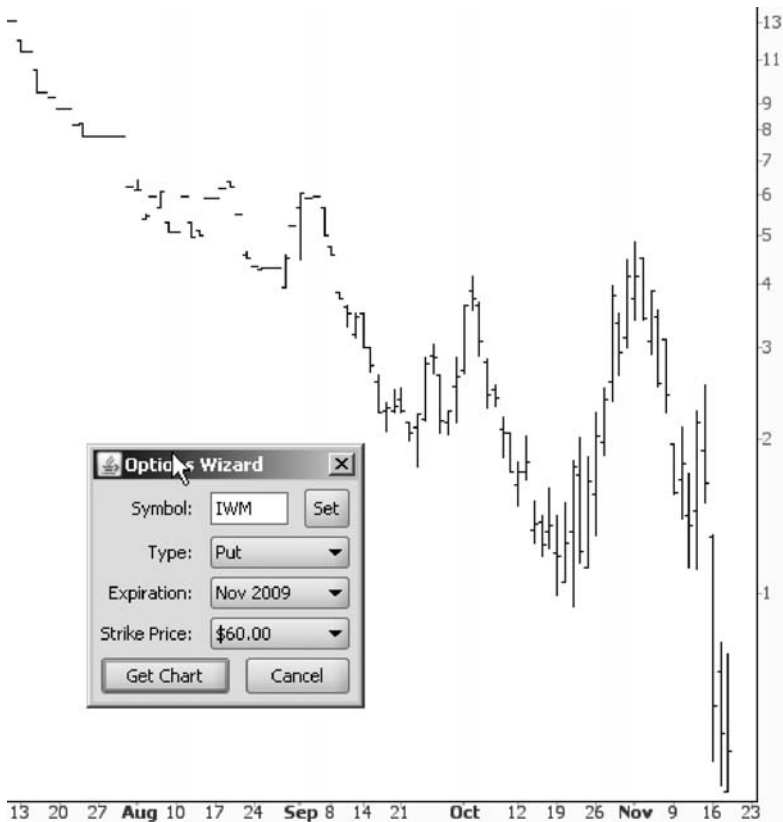 13
11
9
8
7
6
5
4
3
2
1
Options Wizard
Symbol: IWM Set
Type: Put
Expiration: Nov 2009
Strike Price: $60.00
Get Chart Cancel
13 20 27 Aug 10 17 24 Sep 8 14 21 Oct 12 19 26 Nov 9 16 23